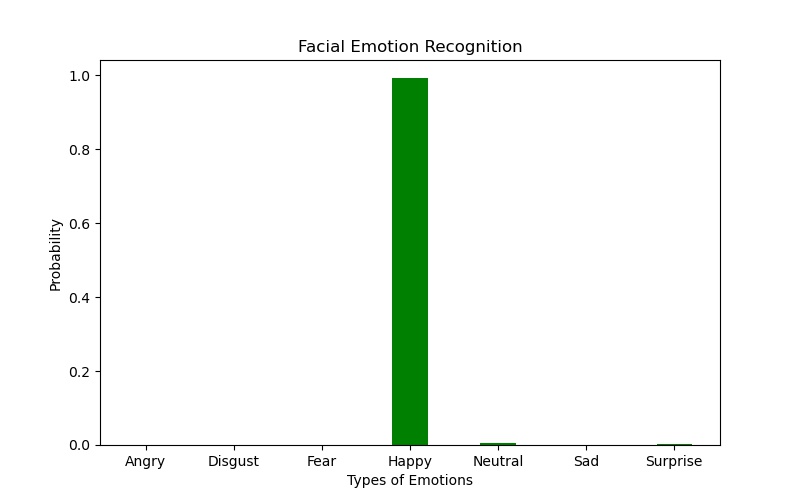 Facial Emotion Recognition
1.0
0.8
0.6
0.4
0.2
0.0
Probability
Angry Disgust Fear Happy Neutral Sad Surprise
Types of Emotions